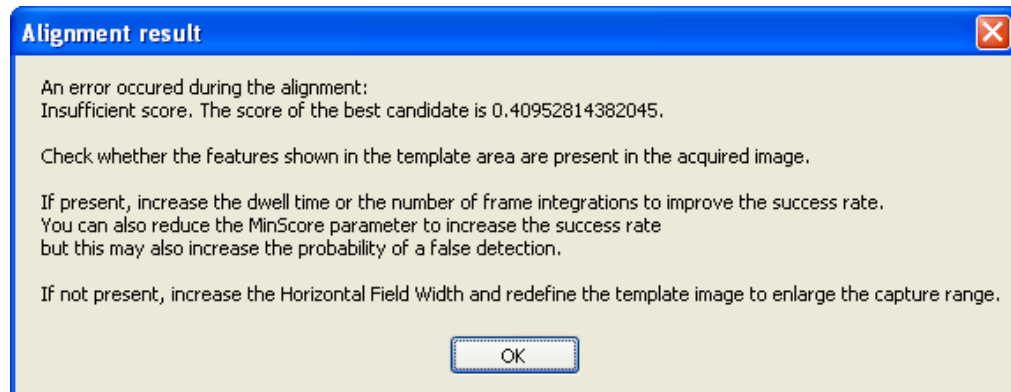 Alignment result
An error occured during the alignment:
Insufficient score. The score of the best candidate is 0.40952814382045.
Check whether the features shown in the template area are present in the acquired image.
If present, increase the dwell time or the number of frame integrations to improve the success rate.
You can also reduce the MinScore parameter to increase the success rate
but this may also increase the probability of a false detection.
If not present, increase the Horizontal Field Width and redefine the template image to enlarge the capture range.
OK